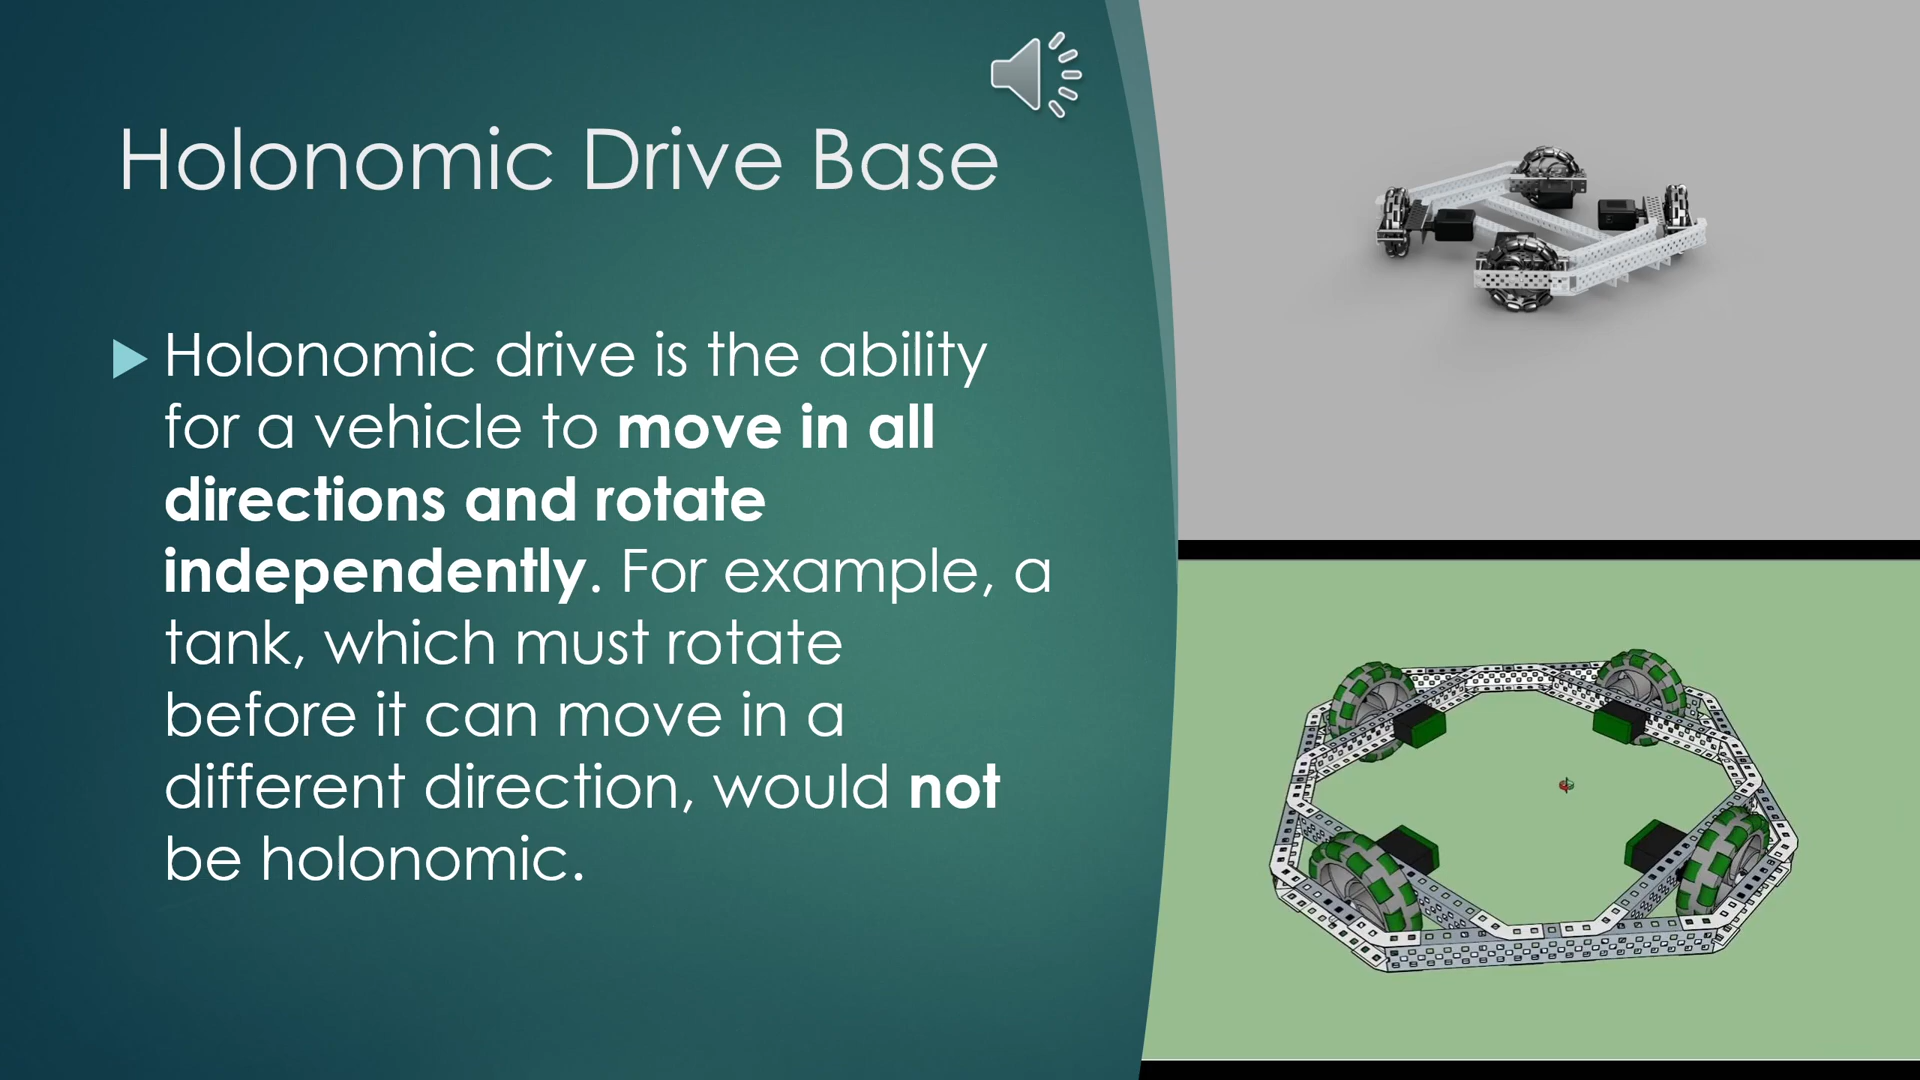 Holonomic Drive Base
Holonomic drive is the ability
for a vehicle to move in all
directions and rotate
independently. For example, a
tank, which must rotate
before it can move in a
different direction, would not
be holonomic.